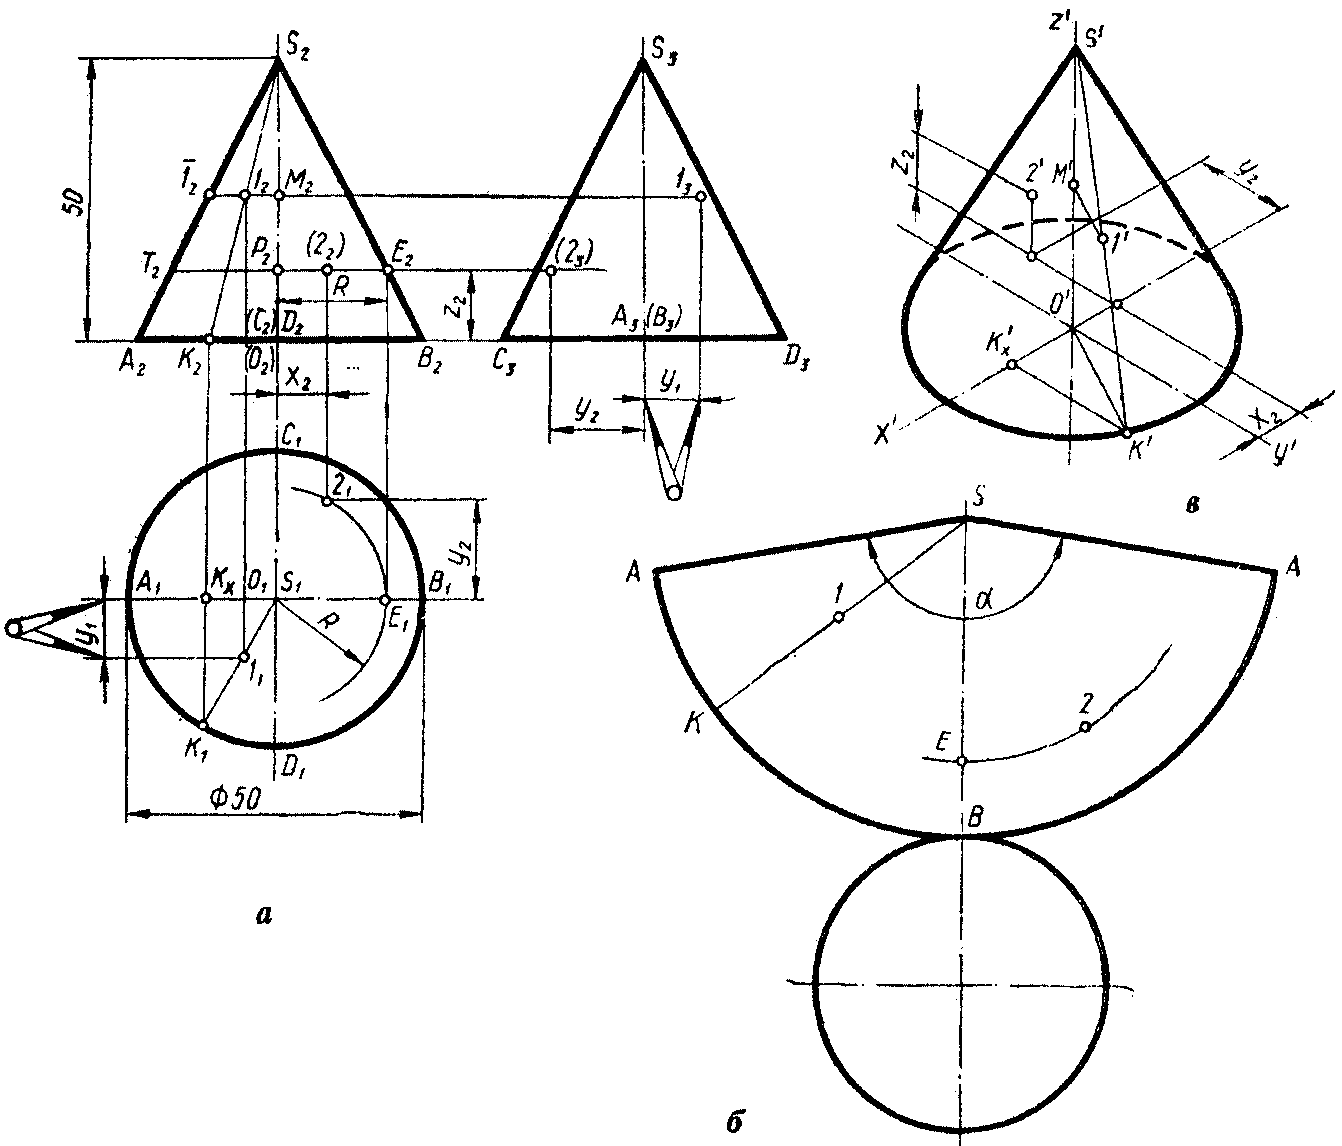 S₂
S₃
50
1̅₂ 1₂ M₂ 1₃
T₂ P₂ (2₂) E₂ (2₃)
R
z₂
(C₂) D₂ A₃(B₃)
A₂ K₂ (O₂) B₂ C₃ D₃
x₂ ...
y₁
y₂
C₁
2₁
y₂
A₁ Kₓ O₁ S₁ B₁
E₁
y₁
R
1₁
K₁
D₁
Φ50
а
z'
S'
z₂
y₂
2' M'
1'
O'
K'ₓ
x'
K'
x₂
y'
в
S
A A
1
α
K
2
E
B
б